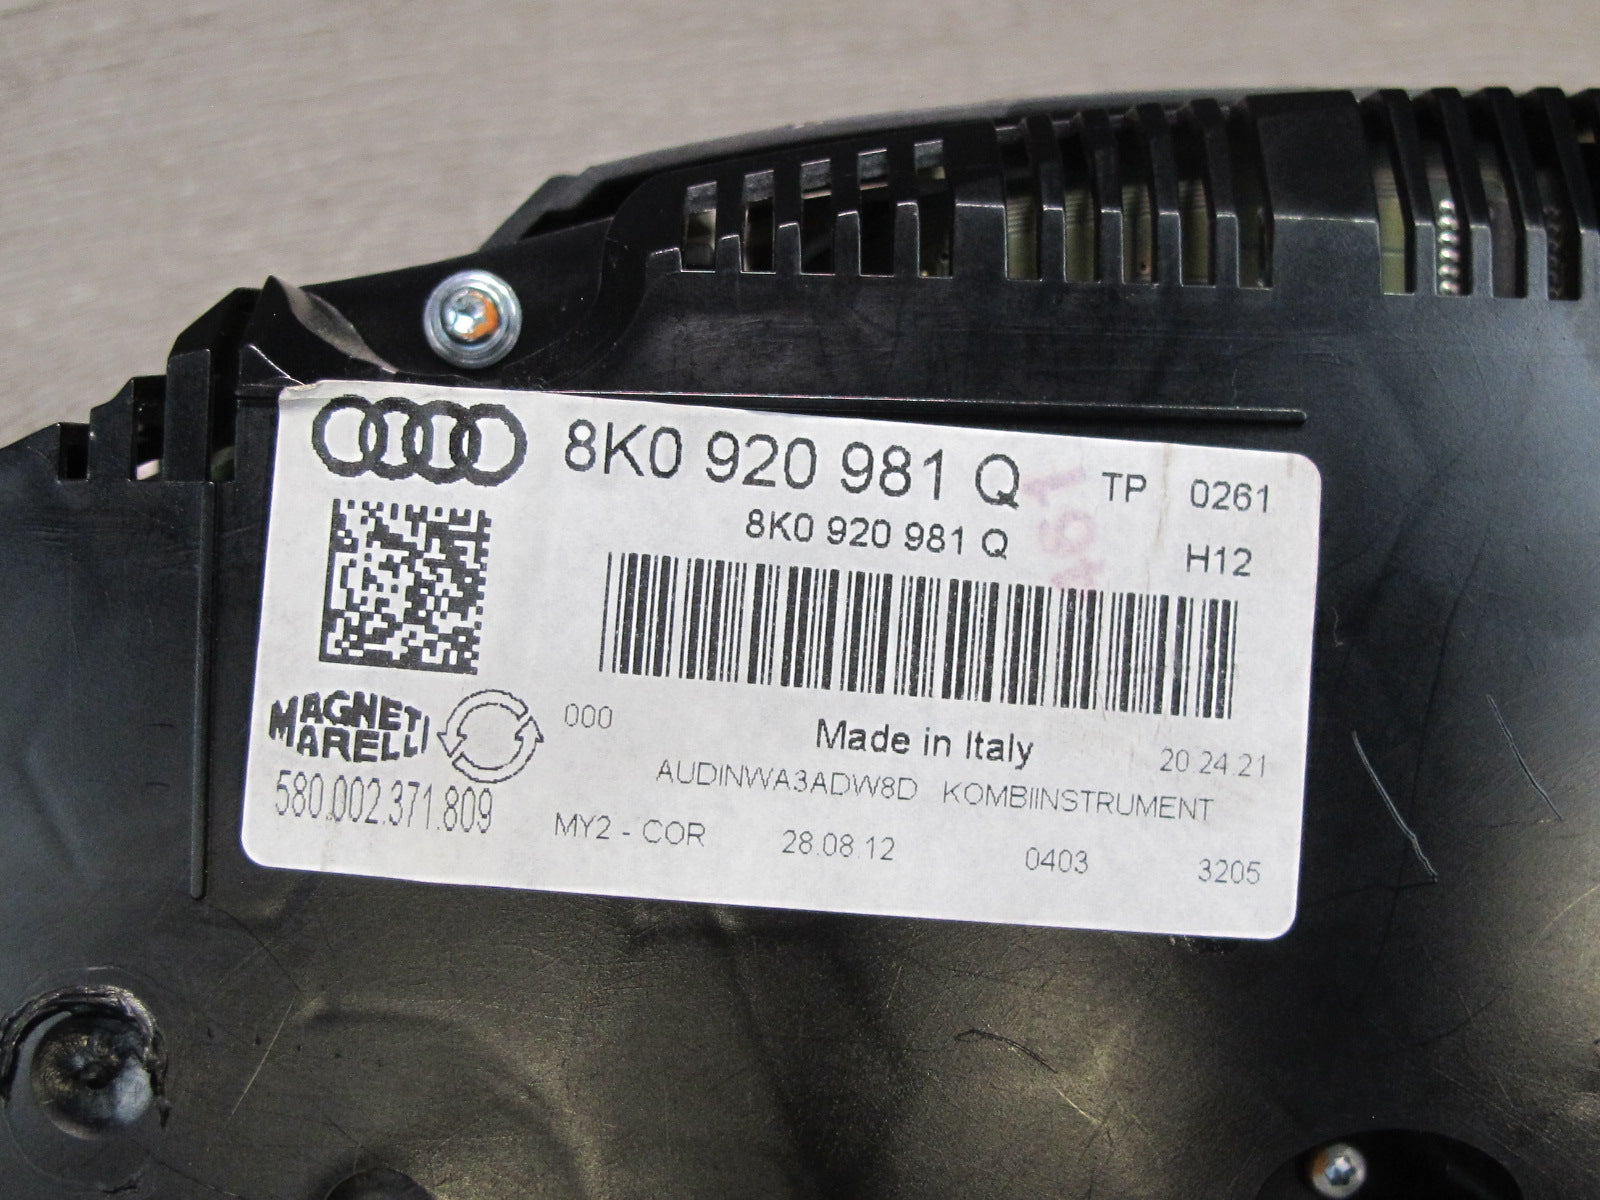 8K0 920 981 Q TP 0261
8K0 920 981 Q H12
MAGNETI
MARELLI
000
Made in Italy
20.24.21
580.002.371.809
AUDINWA3ADW8D KOMBIINSTRUMENT
MY2 - COR 28.08.12 0403 3205